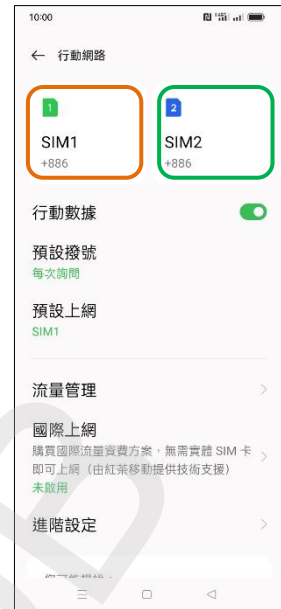 10:00
← 行動網路
1
2
SIM1
SIM2
+886
+886
行動數據
預設撥號
每次詢問
預設上網
SIM1
流量管理
國際上網
購買國際流量資費方案，無需實體 SIM 卡
即可上網（由紅茶移動提供技術支援）
未啟用
進階設定